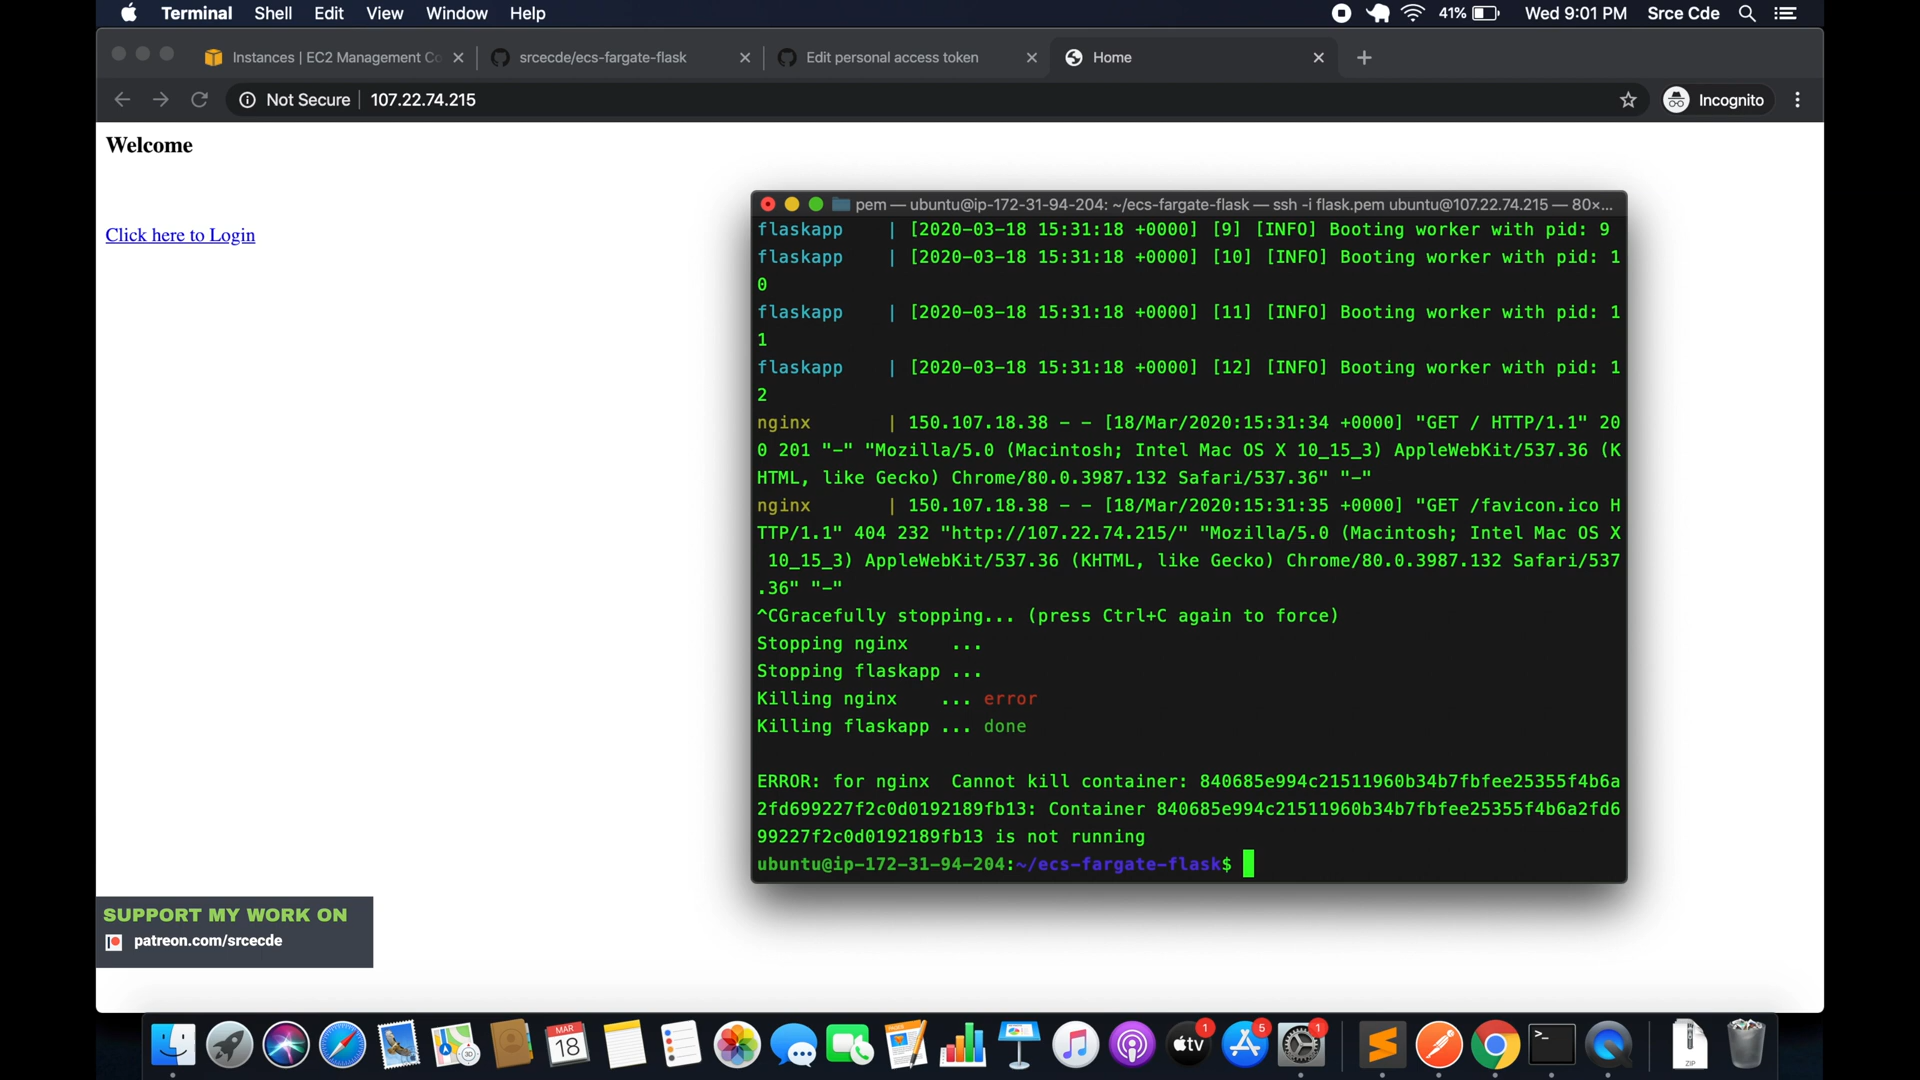 Terminal Shell Edit View Window Help 41% Wed 9:01 PM Srce Cde
Instances | EC2 Management Co srcecde/ecs-fargate-flask Edit personal access token Home
Not Secure 107.22.74.215 Incognito
Welcome
Click here to Login
pem — ubuntu@ip-172-31-94-204: ~/ecs-fargate-flask — ssh -i flask.pem ubuntu@107.22.74.215 — 80×...
flaskapp | [2020-03-18 15:31:18 +0000] [9] [INFO] Booting worker with pid: 9
flaskapp | [2020-03-18 15:31:18 +0000] [10] [INFO] Booting worker with pid: 1
0
flaskapp | [2020-03-18 15:31:18 +0000] [11] [INFO] Booting worker with pid: 1
1
flaskapp | [2020-03-18 15:31:18 +0000] [12] [INFO] Booting worker with pid: 1
2
nginx | 150.107.18.38 - - [18/Mar/2020:15:31:34 +0000] "GET / HTTP/1.1" 20
0 201 "-" "Mozilla/5.0 (Macintosh; Intel Mac OS X 10_15_3) AppleWebKit/537.36 (K
HTML, like Gecko) Chrome/80.0.3987.132 Safari/537.36" "-"
nginx | 150.107.18.38 - - [18/Mar/2020:15:31:35 +0000] "GET /favicon.ico H
TTP/1.1" 404 232 "http://107.22.74.215/" "Mozilla/5.0 (Macintosh; Intel Mac OS X
10_15_3) AppleWebKit/537.36 (KHTML, like Gecko) Chrome/80.0.3987.132 Safari/537
.36" "-"
^CGracefully stopping... (press Ctrl+C again to force)
Stopping nginx ...
Stopping flaskapp ...
Killing nginx ... error
Killing flaskapp ... done
ERROR: for nginx Cannot kill container: 840685e994c21511960b34b7fbfee25355f4b6a
2fd699227f2c0d0192189fb13: Container 840685e994c21511960b34b7fbfee25355f4b6a2fd6
99227f2c0d0192189fb13 is not running
ubuntu@ip-172-31-94-204:~/ecs-fargate-flask$
SUPPORT MY WORK ON
patreon.com/srcecde
MAR
18
3D
tv
1
5
1
>_
ZIP